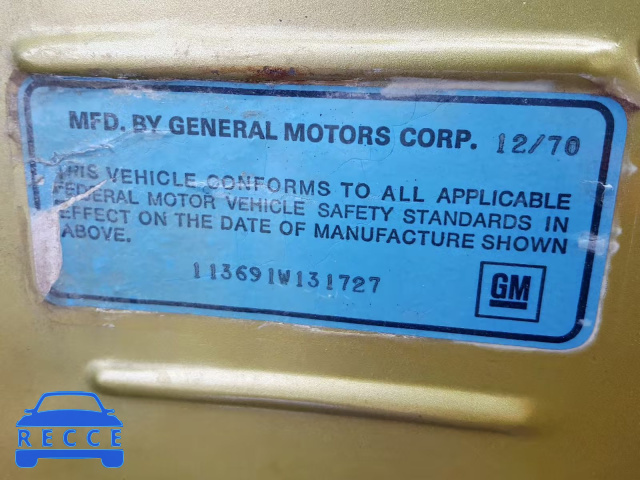 MFD. BY GENERAL MOTORS CORP. 12/70
THIS VEHICLE CONFORMS TO ALL APPLICABLE
FEDERAL MOTOR VEHICLE SAFETY STANDARDS IN
EFFECT ON THE DATE OF MANUFACTURE SHOWN
ABOVE.
113691W131727
GM
RECCE